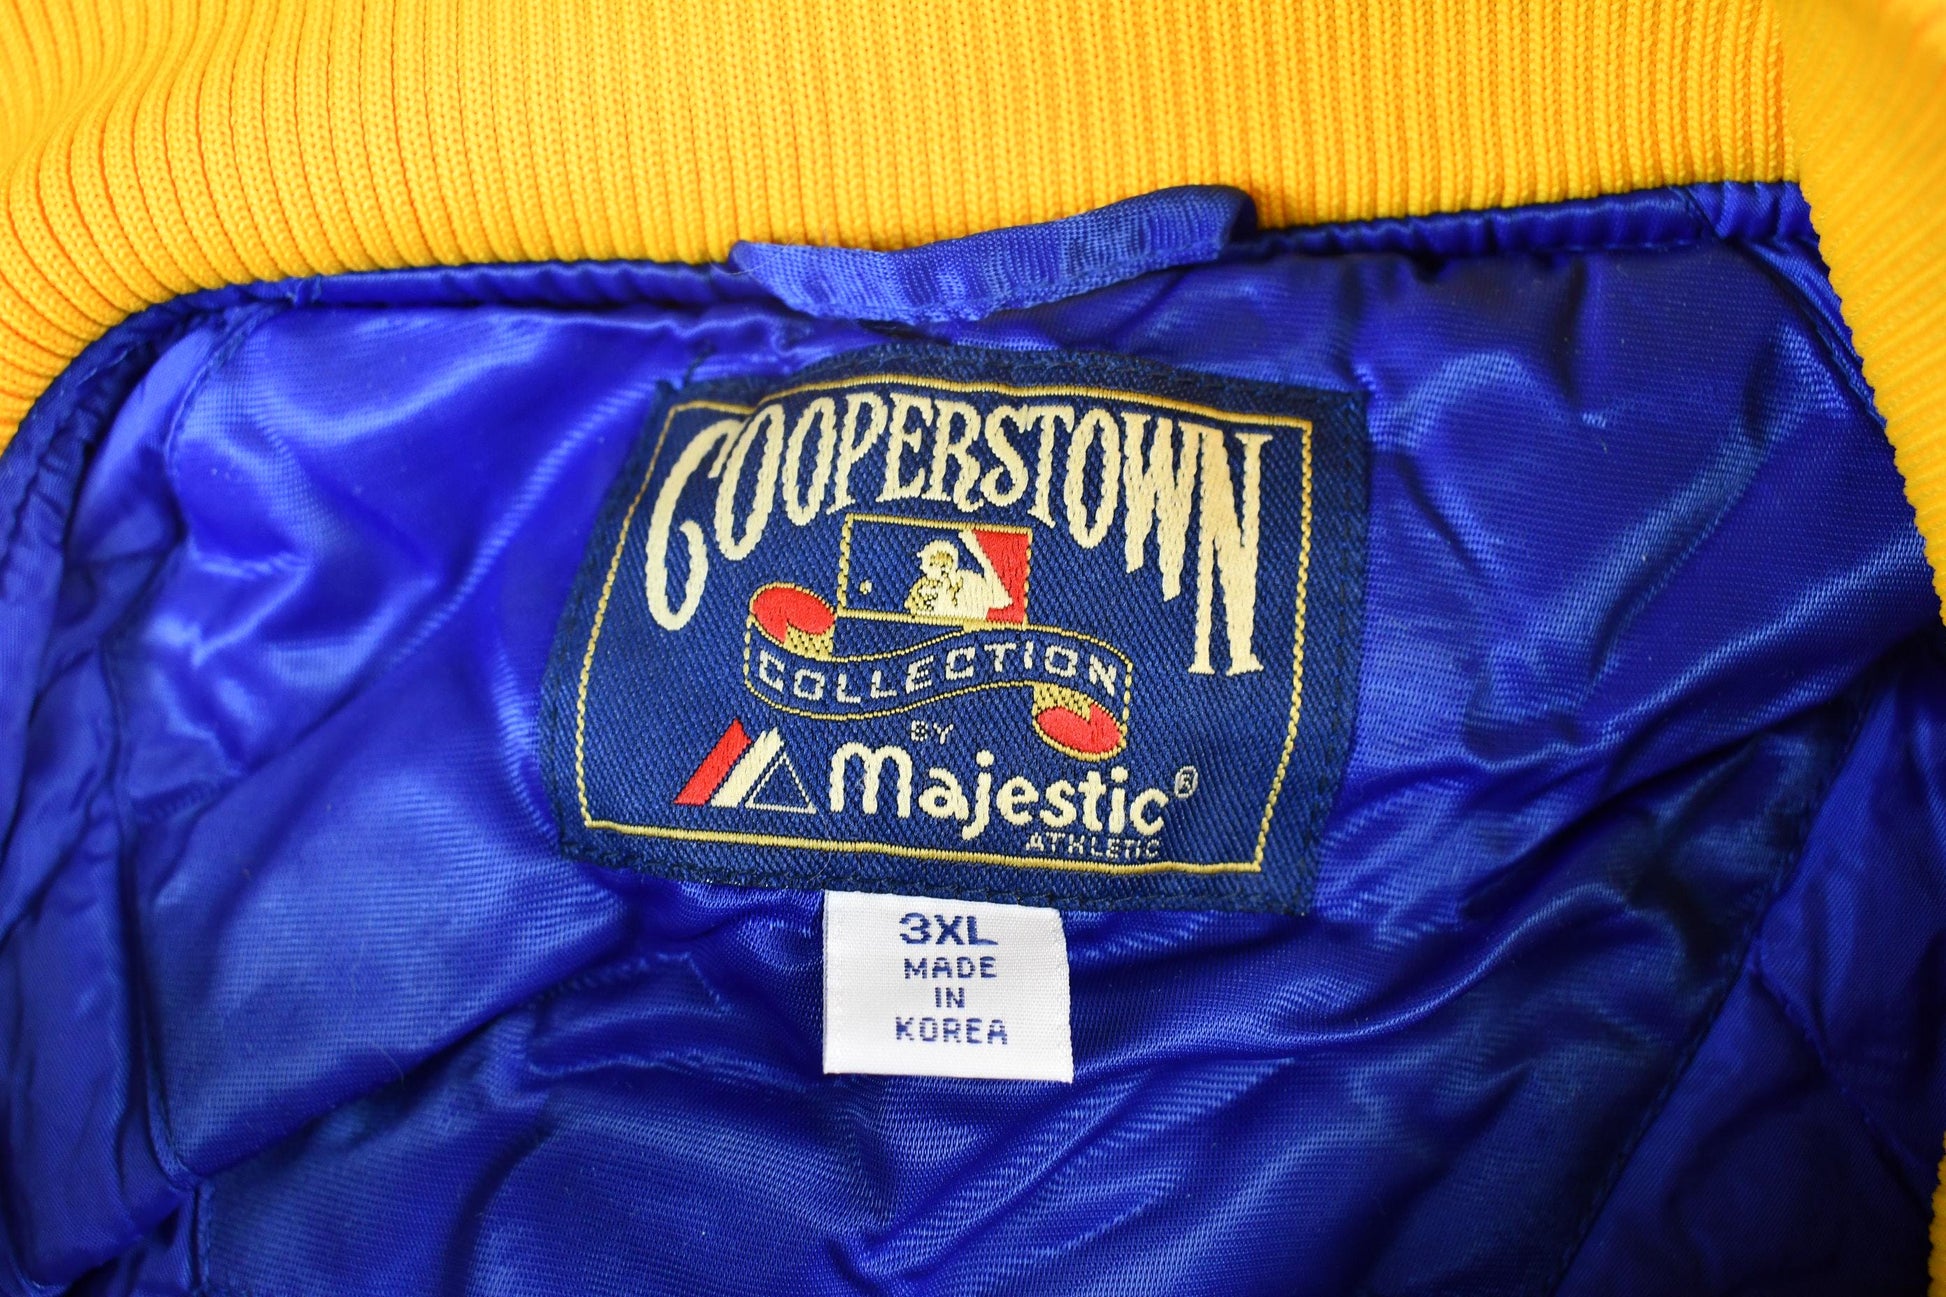 COOPERSTOWN
COLLECTION
BY
Majestic®
ATHLETIC
3XL
MADE
IN
KOREA